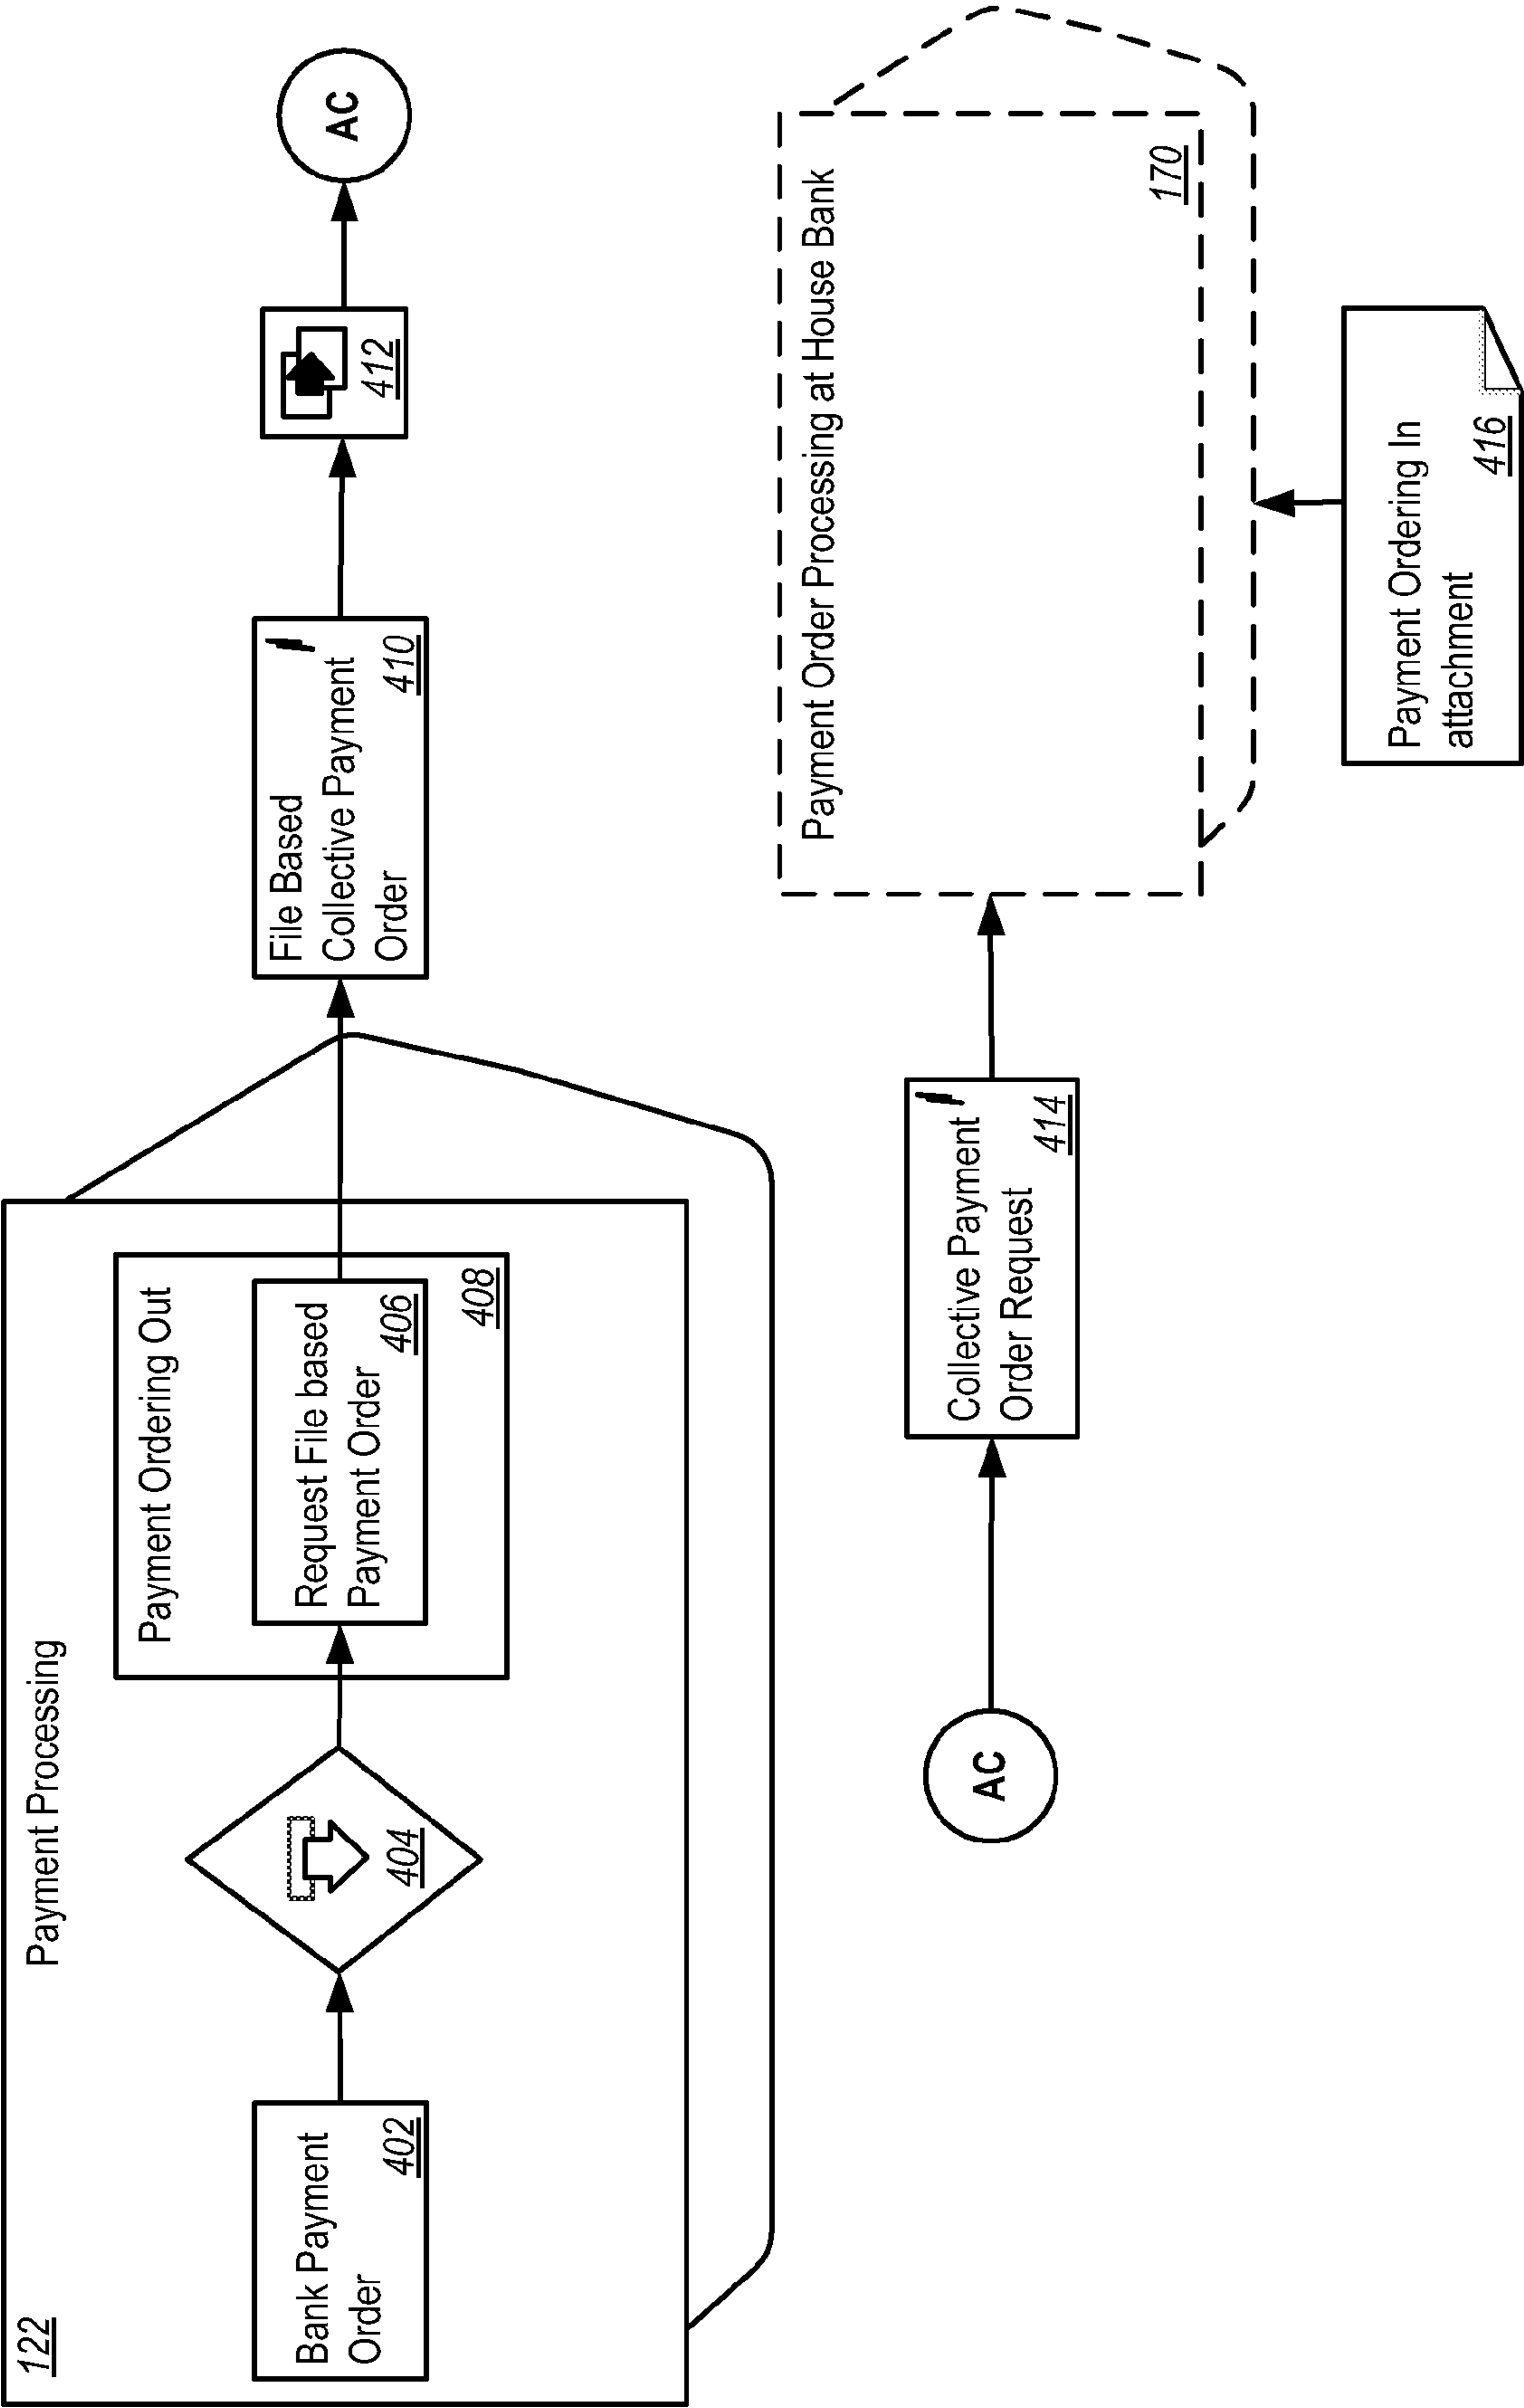 122
Payment Processing
Bank Payment
Order
402
404
Payment Ordering Out
Request File based
Payment Order
406
408
File Based
Collective Payment
Order
410
412
AC
AC
Collective Payment
Order Request
414
Payment Order Processing at House Bank
170
Payment Ordering In
attachment
416